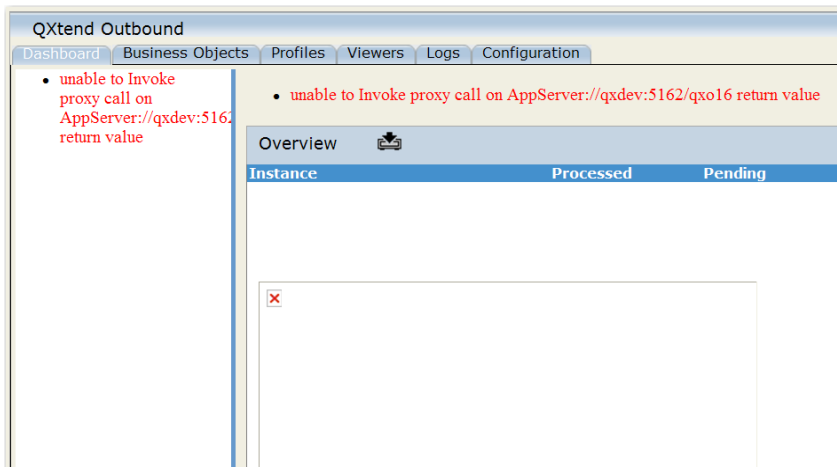 QXtend Outbound
Dashboard Business Objects Profiles Viewers Logs Configuration
unable to Invoke
proxy call on
AppServer://qxdev:5162
return value
unable to Invoke proxy call on AppServer://qxdev:5162/qxo16 return value
Overview
Instance Processed Pending